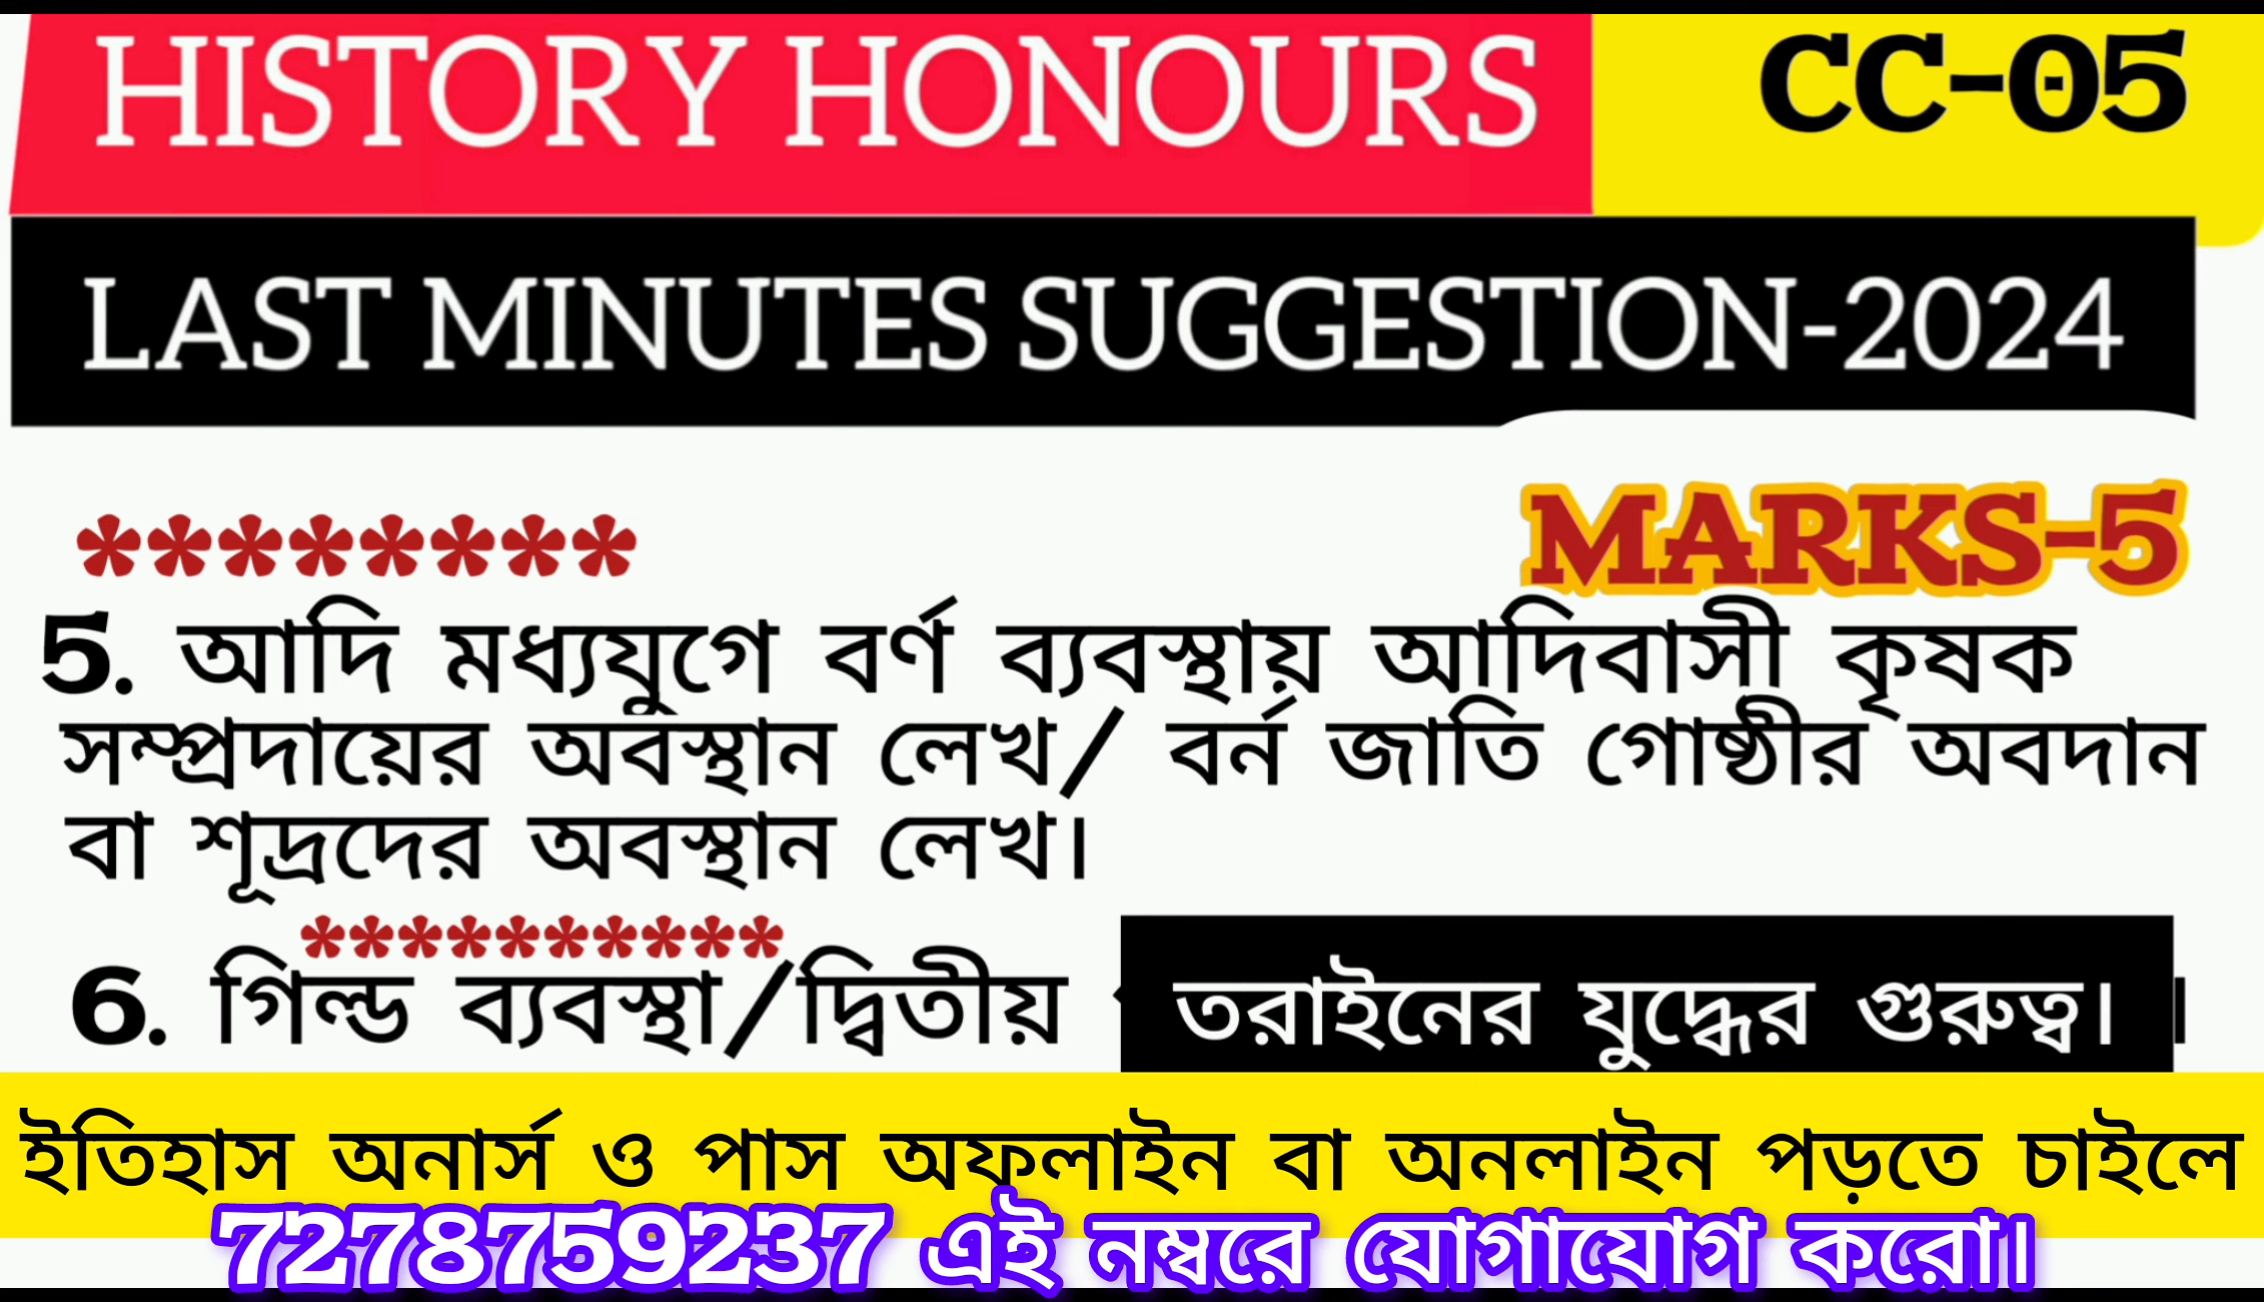 HISTORY HONOURS CC-05
LAST MINUTES SUGGESTION-2024
********
MARKS-5
5. আদি মধ্যযুগে বর্ণ ব্যবস্থায় আদিবাসী কৃষক
সম্প্রদায়ের অবস্থান লেখ/ বর্ন জাতি গোষ্ঠীর অবদান
বা শূদ্রদের অবস্থান লেখ।
**********
6. গিল্ড ব্যবস্থা/দ্বিতীয় তরাইনের যুদ্ধের গুরুত্ব। ।
ইতিহাস অনার্স ও পাস অফলাইন বা অনলাইন পড়তে চাইলে
7278759237 এই নম্বরে যোগাযোগ করো।